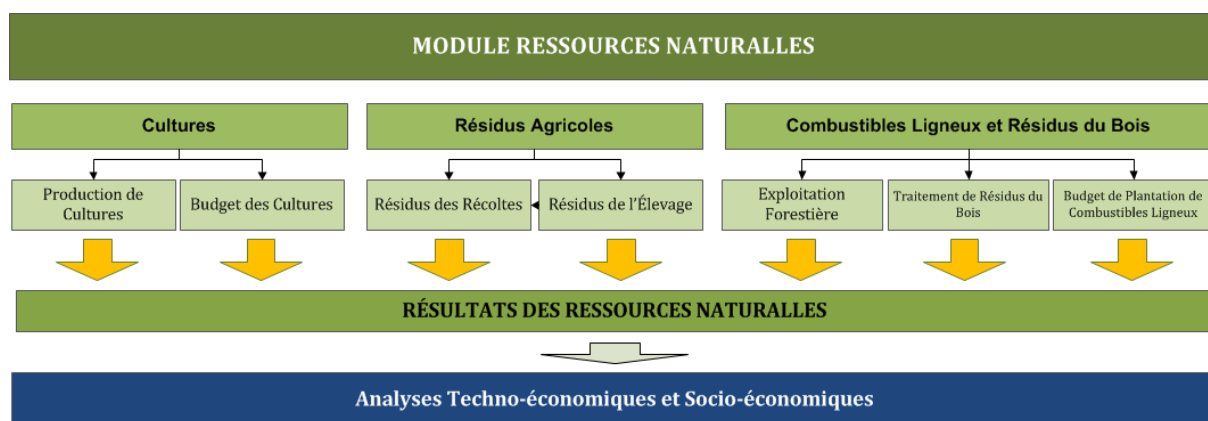 MODULE RESSOURCES NATURALLES
Cultures
Résidus Agricoles
Combustibles Ligneux et Résidus du Bois
Production de
Cultures
Budget des Cultures
Résidus des Récoltes
Résidus de l'Élevage
Exploitation
Forestière
Traitement de Résidus du
Bois
Budget de Plantation de
Combustibles Ligneux
RÉSULTATS DES RESSOURCES NATURALLES
Analyses Techno-économiques et Socio-économiques